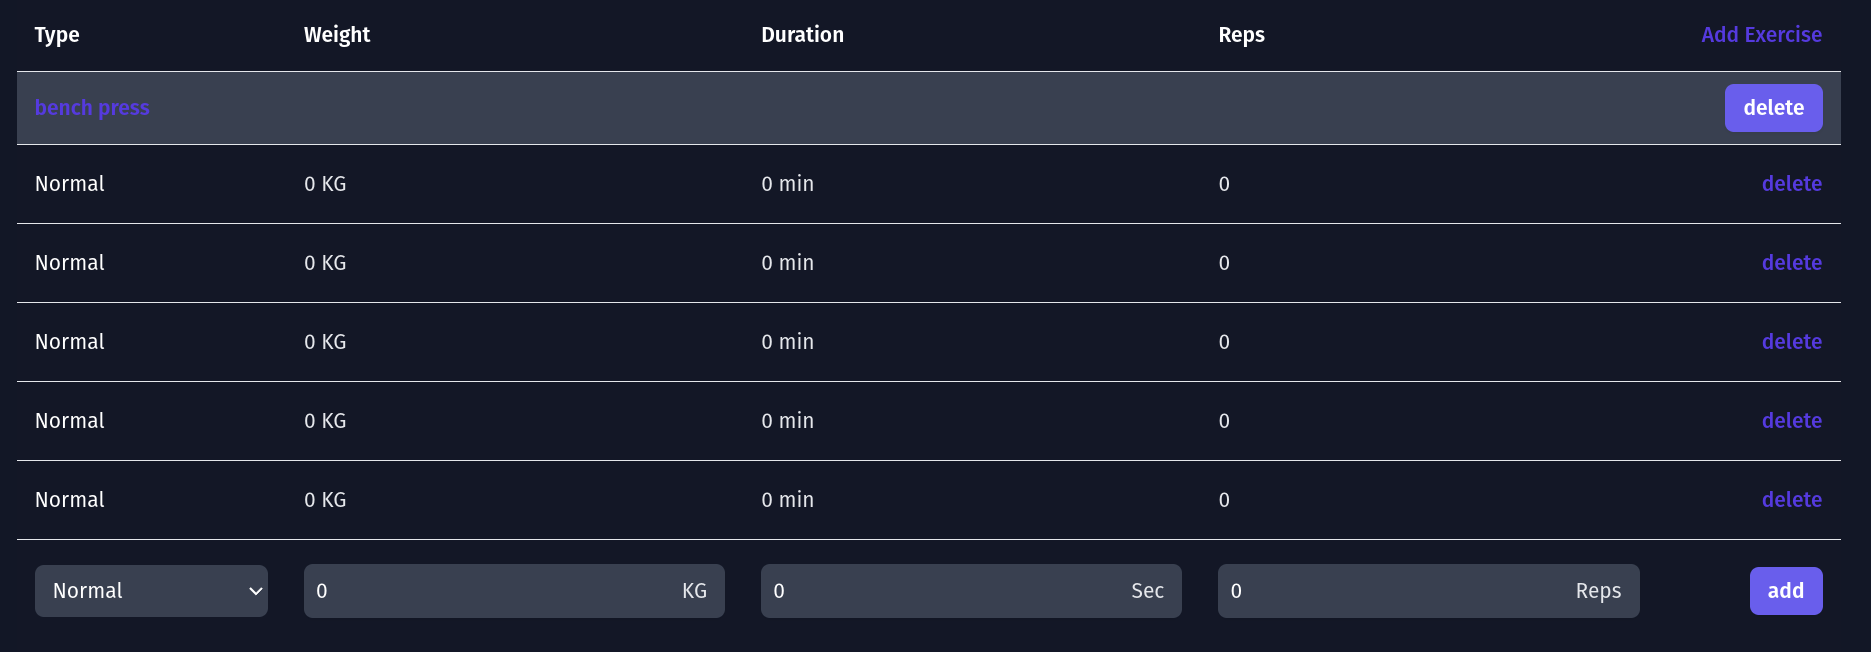 Type Weight Duration Reps Add Exercise
bench press delete
Normal 0 KG 0 min 0 delete
Normal 0 KG 0 min 0 delete
Normal 0 KG 0 min 0 delete
Normal 0 KG 0 min 0 delete
Normal 0 KG 0 min 0 delete
Normal 0 KG 0 Sec 0 Reps add